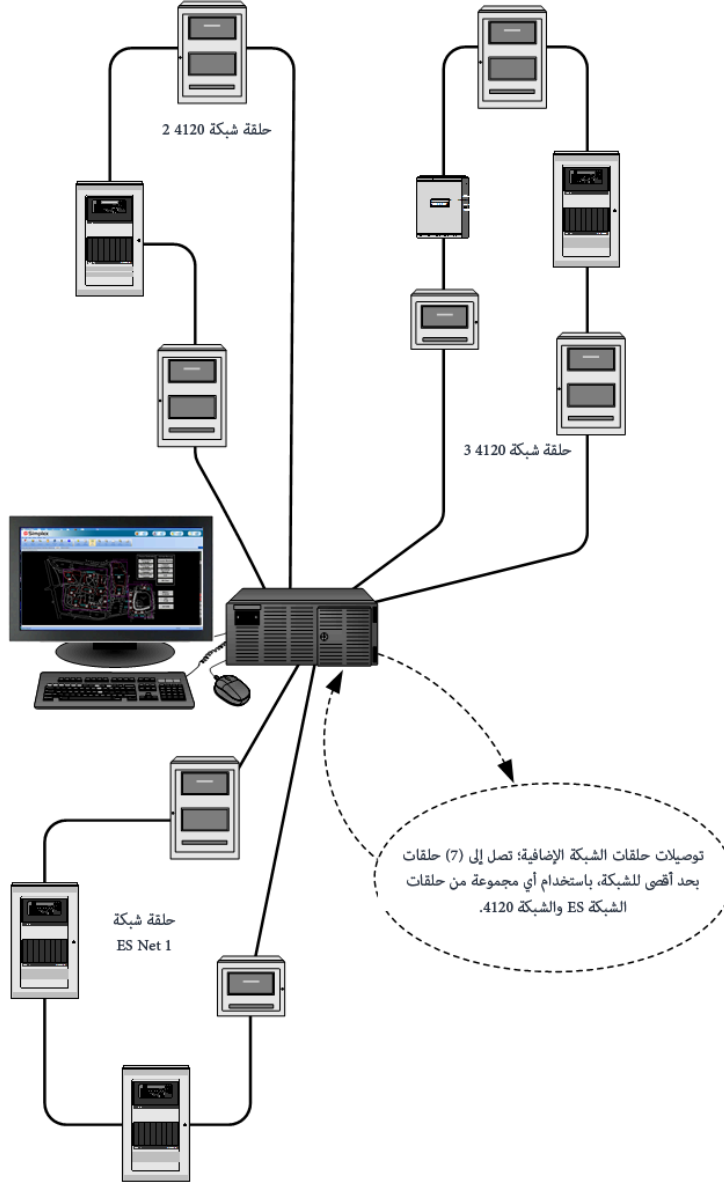 حلقة شبكة 4120 2
حلقة شبكة 4120 3
Simplex
توصيلات حلقات الشبكة الإضافية؛ تصل إلى (7) حلقات
بحد أقصى للشبكة، باستخدام أي مجموعة من حلقات
الشبكة ES والشبكة 4120.
حلقة شبكة
ES Net 1